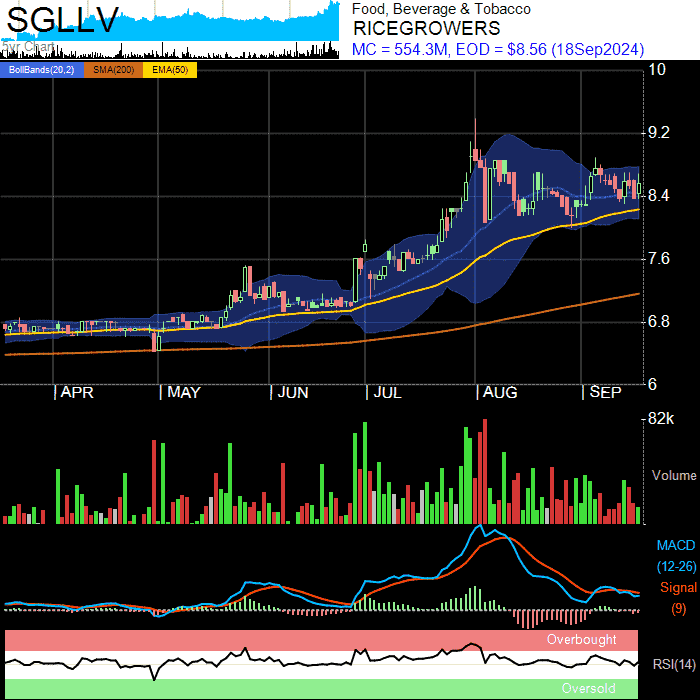 SGLLV
5yr Chart
Food, Beverage & Tobacco
RICEGROWERS
MC = 554.3M, EOD = $8.56 (18Sep2024)
BollBands(20,2) SMA(200) EMA(50)
10
9.2
8.4
7.6
6.8
6
APR MAY JUN JUL AUG SEP
82k
Volume
MACD
(12-26)
Signal
(9)
Overbought
RSI(14)
Oversold